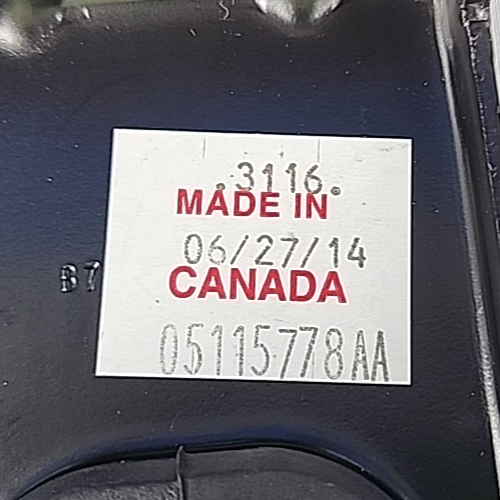 .3116.
MADE IN
06/27/14
B7
CANADA
05115778AA